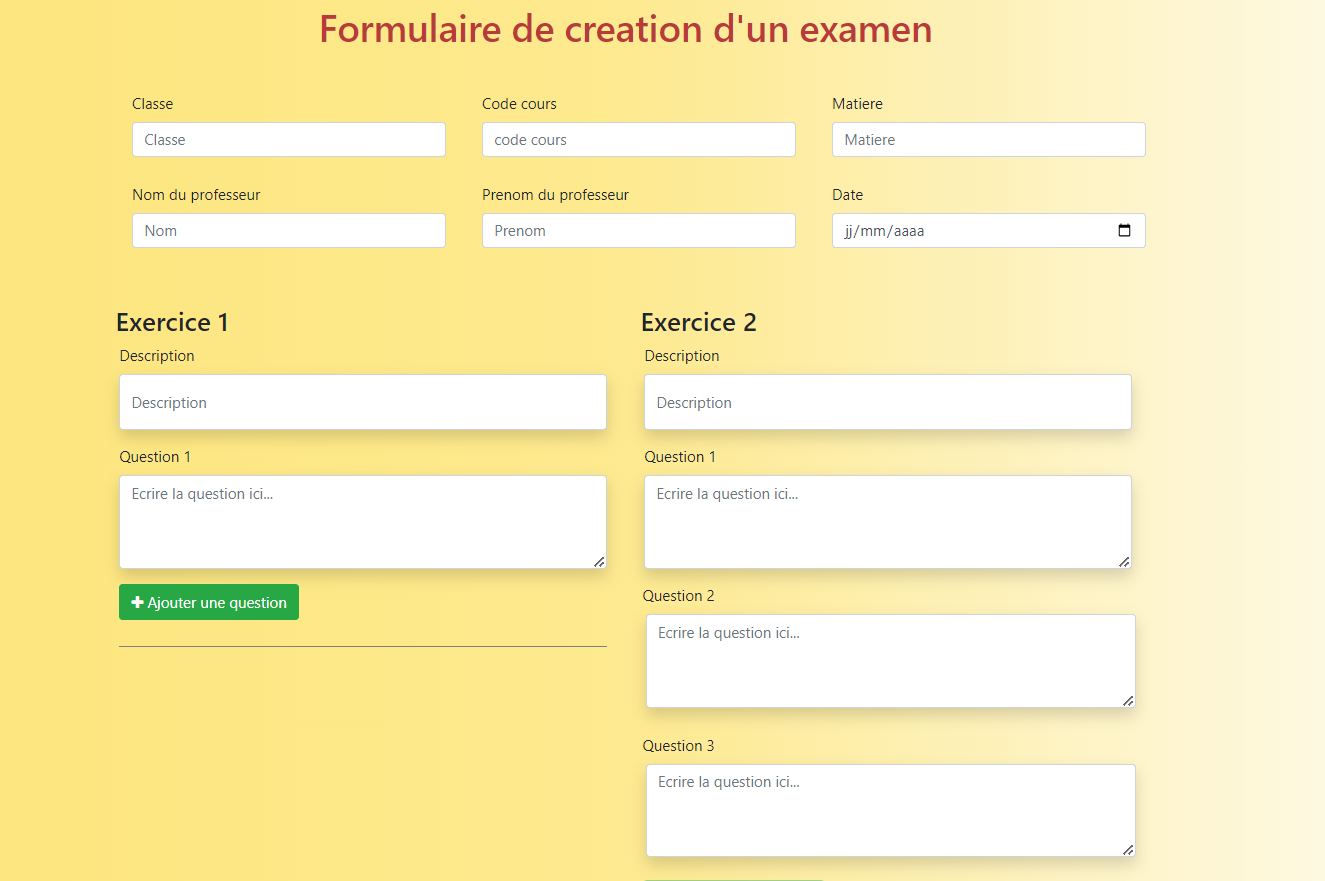 Formulaire de creation d'un examen
Classe
Code cours
Matiere
Classe
code cours
Matiere
Nom du professeur
Prenom du professeur
Date
Nom
Prenom
jj/mm/aaaa
Exercice 1
Description
Description
Question 1
Ecrire la question ici...
Ajouter une question
Exercice 2
Description
Description
Question 1
Ecrire la question ici...
Question 2
Ecrire la question ici...
Question 3
Ecrire la question ici...